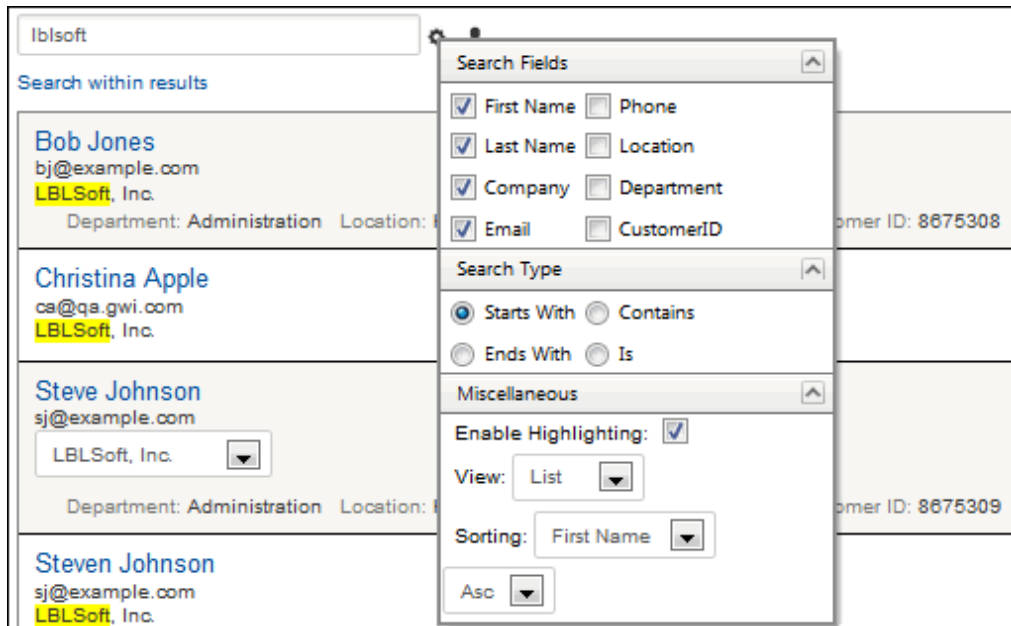 lblsoft
Search within results
Bob Jones
bj@example.com
LBLSoft, Inc.
Department: Administration Location:
omer ID: 8675308
Christina Apple
ca@qa.gwi.com
LBLSoft, Inc.
Steve Johnson
sj@example.com
LBLSoft, Inc.
Department: Administration Location:
omer ID: 8675309
Steven Johnson
sj@example.com
LBLSoft, Inc.
Search Fields
First Name Phone
Last Name Location
Company Department
Email CustomerID
Search Type
Starts With Contains
Ends With Is
Miscellaneous
Enable Highlighting:
View: List
Sorting: First Name
Asc